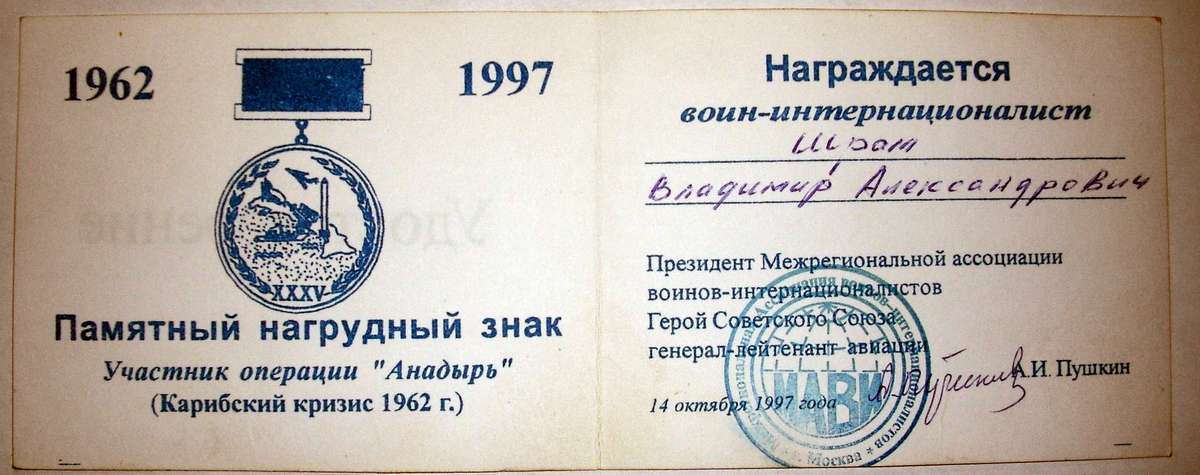 1962 1997
XXXV
Памятный нагрудный знак
Участник операции "Анадырь"
(Карибский кризис 1962 г.)
Награждается
воин-интернационалист
Владимир Александрович
Президент Межрегиональной ассоциации
воинов-интернационалистов
Герой Советского Союза
генерал-лейтенант авиации
А.И. Пушкин
14 октября 1997 года
МАВИ
Москва